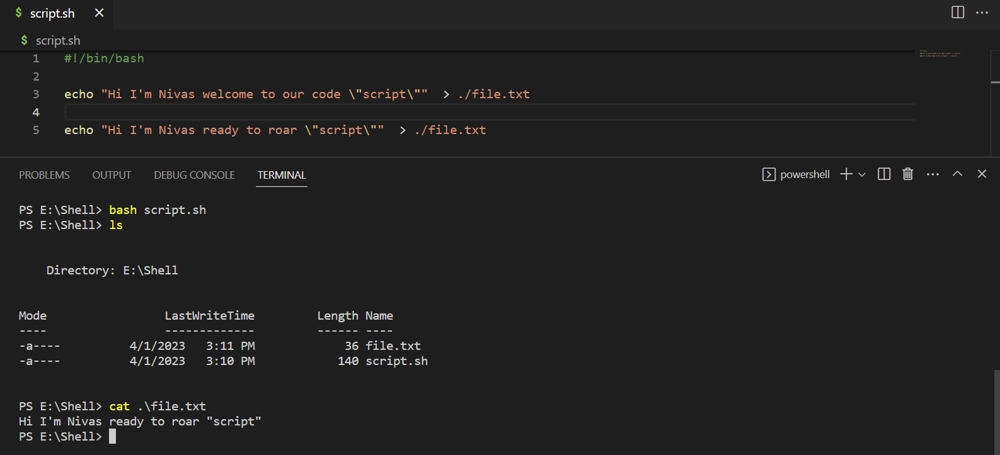 $ script.sh ×
$ script.sh
1 #!/bin/bash
2
3 echo "Hi I'm Nivas welcome to our code \"script\""  > ./file.txt
4
5 echo "Hi I'm Nivas ready to roar \"script\""  > ./file.txt
PROBLEMS OUTPUT DEBUG CONSOLE TERMINAL powershell
PS E:\Shell> bash script.sh
PS E:\Shell> ls
Directory: E:\Shell
Mode LastWriteTime Length Name
---- ------------- ------ ----
-a---- 4/1/2023 3:11 PM 36 file.txt
-a---- 4/1/2023 3:10 PM 140 script.sh
PS E:\Shell> cat .\file.txt
Hi I'm Nivas ready to roar "script"
PS E:\Shell>